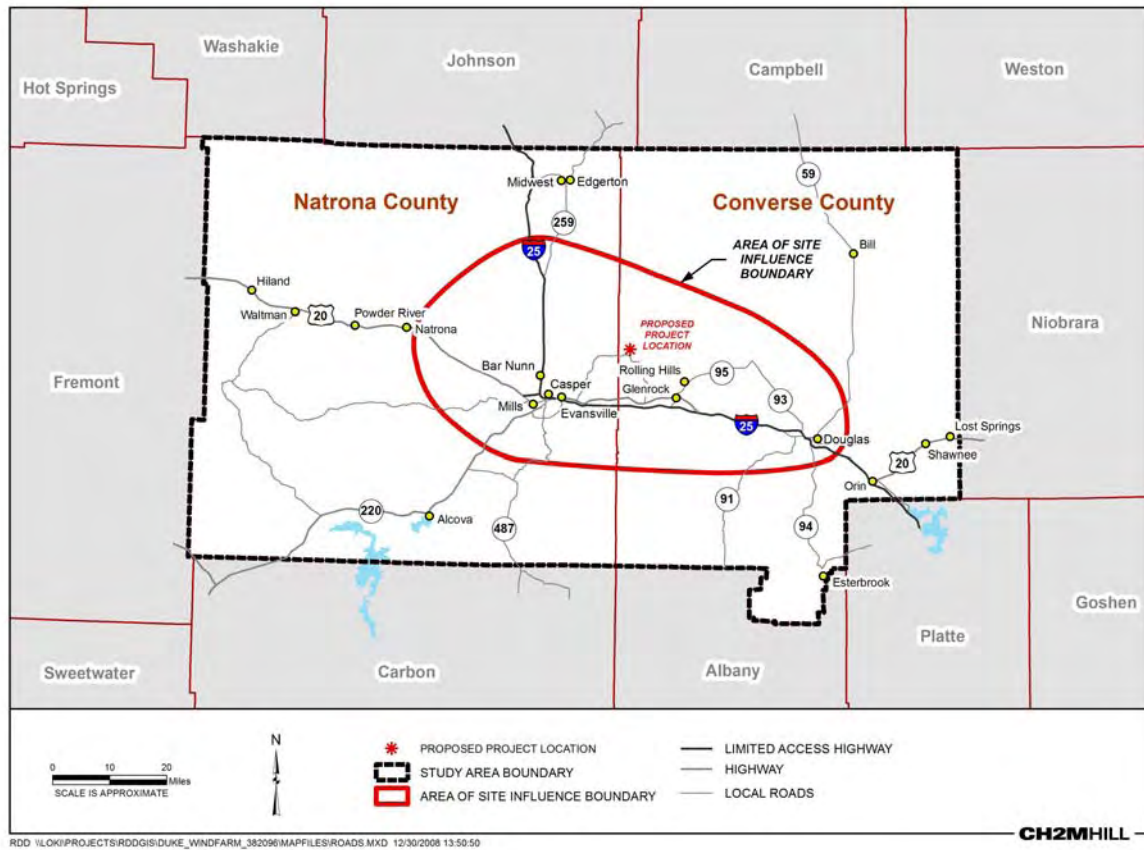 Washakie
Johnson
Campbell
Weston
Hot Springs
59
Midwest
Edgerton
Natrona County
Converse County
259
AREA OF SITE
INFLUENCE
BOUNDARY
25
Bill
Hiland
Waltman
20
Powder River
Natrona
PROPOSED
PROJECT
LOCATION
Niobrara
Fremont
Bar Nunn
Rolling Hills
95
Casper
Glenrock
93
Mills
Evansville
25
Douglas
Lost Springs
20
Shawnee
Orin
91
220
Alcova
487
94
Esterbrook
Goshen
Platte
Sweetwater
Carbon
Albany
N
0 10 20
Miles
SCALE IS APPROXIMATE
PROPOSED PROJECT LOCATION
STUDY AREA BOUNDARY
AREA OF SITE INFLUENCE BOUNDARY
LIMITED ACCESS HIGHWAY
HIGHWAY
LOCAL ROADS
CH2MHILL
RDD \\LOKI\PROJECTS\RDDGIS\DUKE_WINDFARM_382096\MAPFILES\ROADS.MXD 12/30/2008 13:50:50